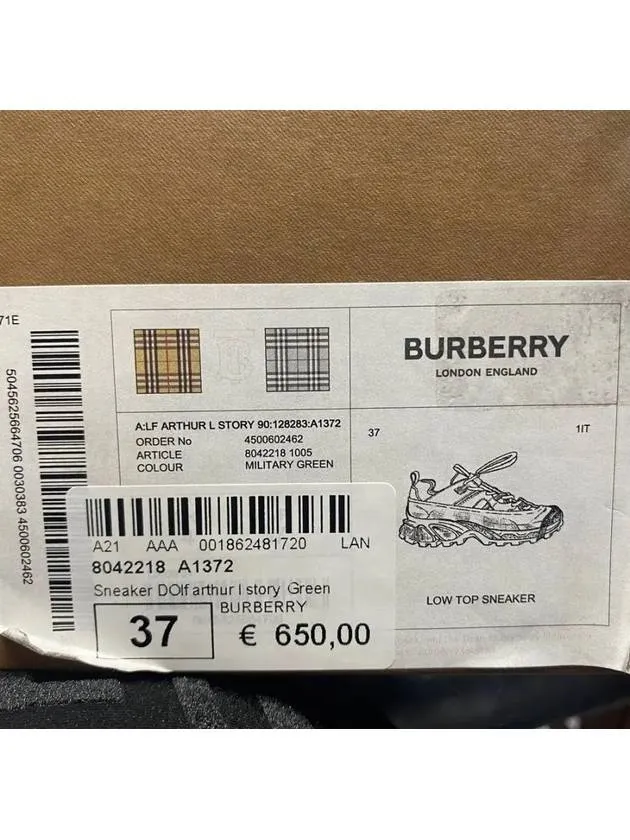 71E
5045625664706 0030383 4500602462
BURBERRY
LONDON ENGLAND
A:LF ARTHUR L STORY 90:128283:A1372
ORDER No 4500602462
ARTICLE 8042218 1005
COLOUR MILITARY GREEN
37 1IT
LOW TOP SNEAKER
A21 AAA 001862481720 LAN
8042218 A1372
Sneaker DOlf arthur l story Green
BURBERRY
37 € 650,00